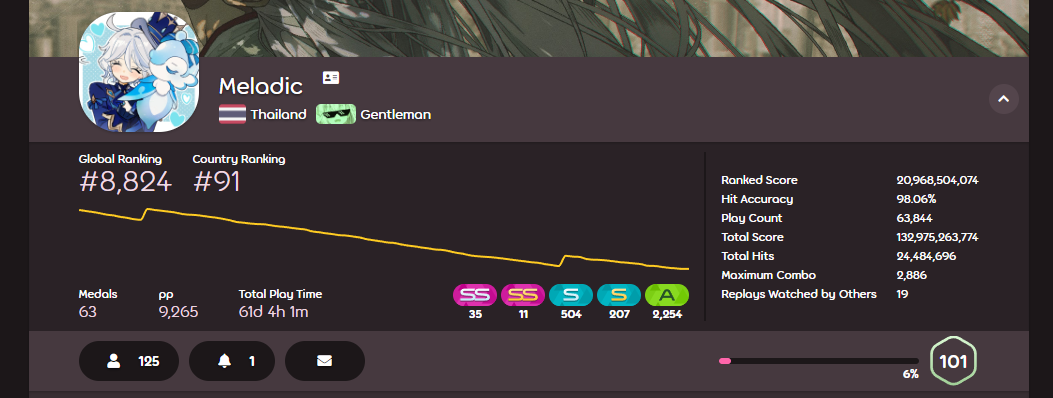 Meladic
Thailand Gentleman
Global Ranking Country Ranking
#8,824 #91
Medals pp Total Play Time
63 9,265 61d 4h 1m
SS SS S S A
35 11 504 207 2,254
Ranked Score 20,968,504,074
Hit Accuracy 98.06%
Play Count 63,844
Total Score 132,975,263,774
Total Hits 24,484,696
Maximum Combo 2,886
Replays Watched by Others 19
125 1
6%
101